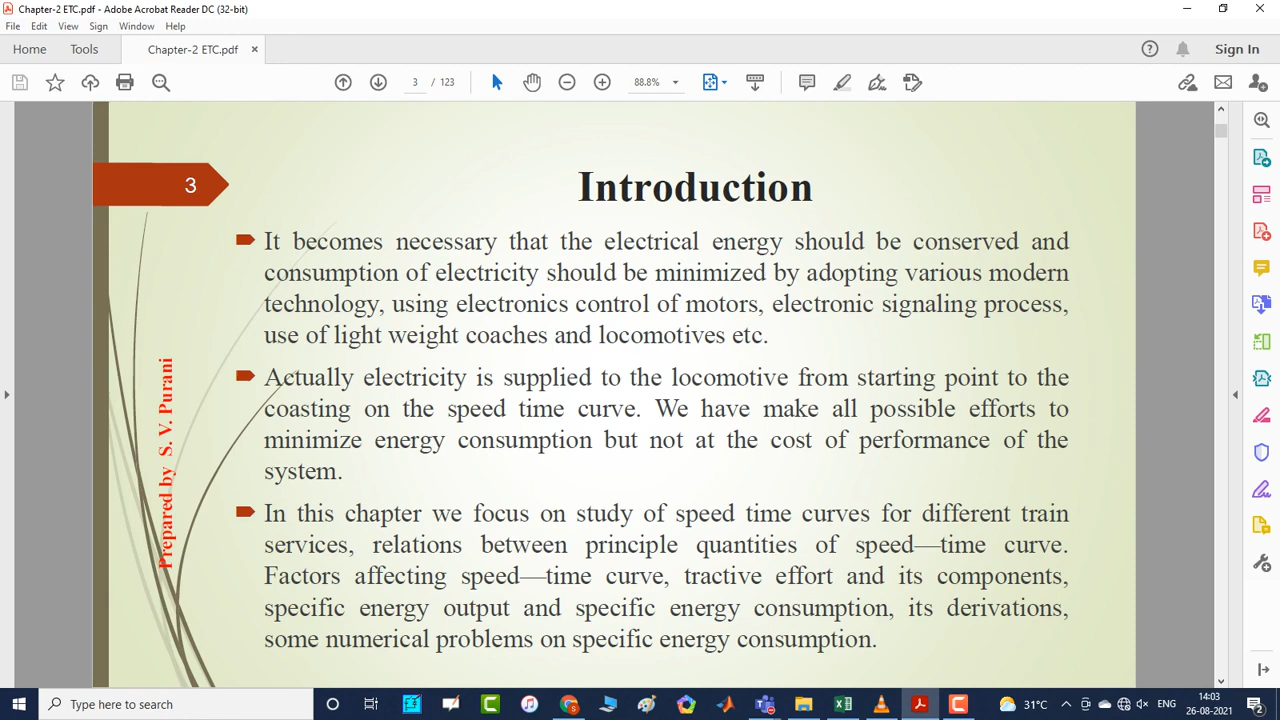 Chapter-2 ETC.pdf - Adobe Acrobat Reader DC (32-bit)
File Edit View Sign Window Help
Home Tools Chapter-2 ETC.pdf × Sign In
3 / 123 88.8%
3
Introduction
It becomes necessary that the electrical energy should be conserved and
consumption of electricity should be minimized by adopting various modern
technology, using electronics control of motors, electronic signaling process,
use of light weight coaches and locomotives etc.
Actually electricity is supplied to the locomotive from starting point to the
coasting on the speed time curve. We have make all possible efforts to
minimize energy consumption but not at the cost of performance of the
system.
In this chapter we focus on study of speed time curves for different train
services, relations between principle quantities of speed—time curve.
Factors affecting speed—time curve, tractive effort and its components,
specific energy output and specific energy consumption, its derivations,
some numerical problems on specific energy consumption.
Prepared by S. V. Purani
Type here to search
31°C ENG
14:03
26-08-2021
2